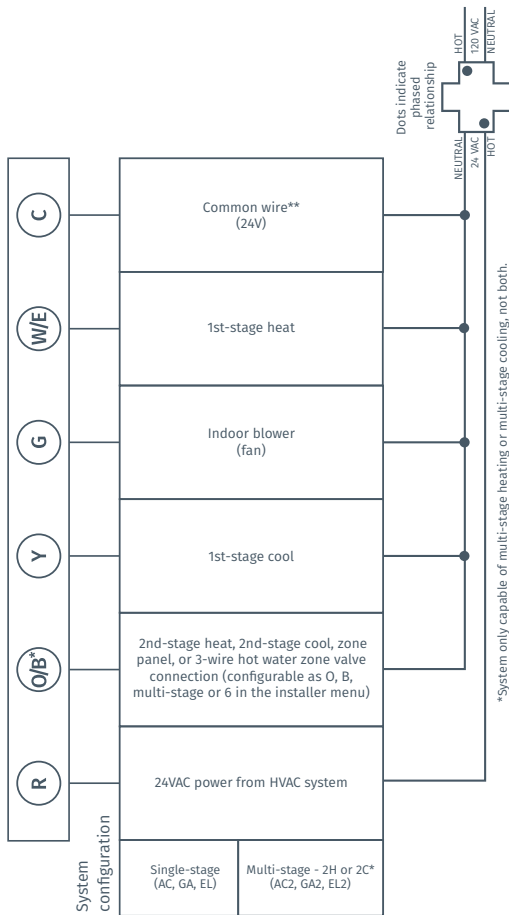 HOT
120 VAC
NEUTRAL
Dots indicate
phased
relationship
NEUTRAL
24 VAC
HOT
C
Common wire**
(24V)
W/E
1st-stage heat
G
Indoor blower
(fan)
Y
1st-stage cool
O/B*
2nd-stage heat, 2nd-stage cool, zone
panel, or 3-wire hot water zone valve
connection (configurable as O, B,
multi-stage or 6 in the installer menu)
R
24VAC power from HVAC system
System
configuration
Single-stage
(AC, GA, EL)
Multi-stage - 2H or 2C*
(AC2, GA2, EL2)
*System only capable of multi-stage heating or multi-stage cooling, not both.